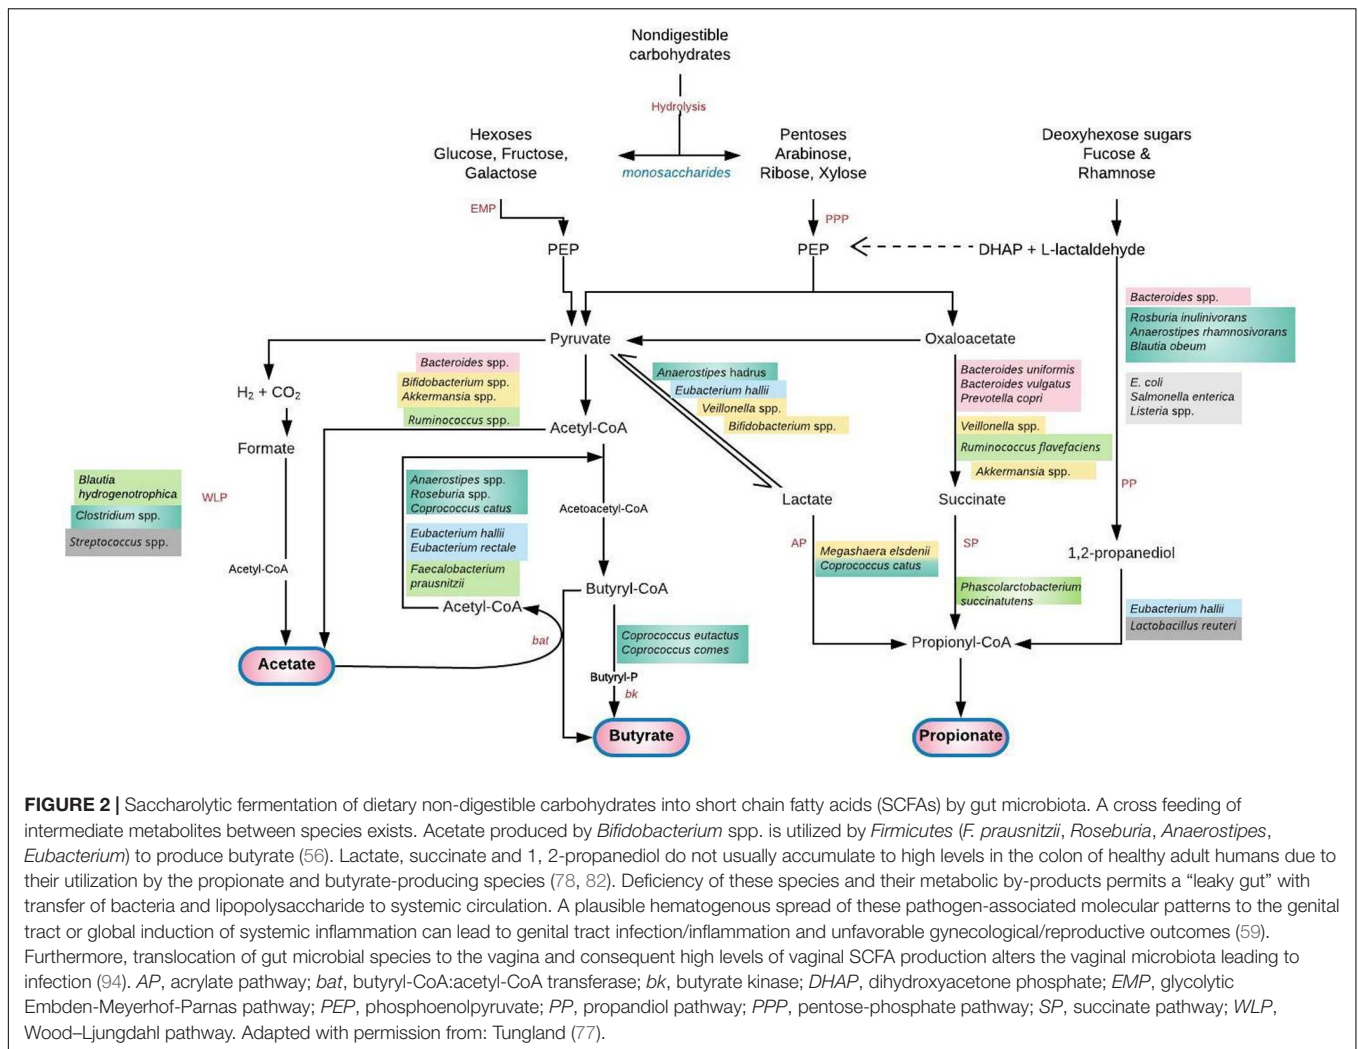 Nondigestible
carbohydrates
Hydrolysis
Hexoses
Glucose, Fructose,
Galactose
monosaccharides
Pentoses
Arabinose,
Ribose, Xylose
Deoxyhexose sugars
Fucose &
Rhamnose
EMP
PPP
PEP
PEP
DHAP + L-lactaldehyde
Bacteroides spp.
Rosburia inulinivorans
Anaerostipes rhamnosivorans
Blautia obeum
E. coli
Salmonella enterica
Listeria spp.
Pyruvate
Oxaloacetate
H2 + CO2
Formate
Bacteroides spp.
Bifidobacterium spp.
Akkermansia spp.
Ruminococcus spp.
Acetyl-CoA
Anaerostipes hadrus
Eubacterium hallii
Veillonella spp.
Bifidobacterium spp.
Bacteroides uniformis
Bacteroides vulgatus
Prevotella copri
Veillonella spp.
Ruminococcus flavefaciens
Akkermansia spp.
Blautia
hydrogenotrophica
Clostridium spp.
Streptococcus spp.
WLP
Acetyl-CoA
Anaerostipes spp.
Roseburia spp.
Coprococcus catus
Eubacterium hallii
Eubacterium rectale
Faecalobacterium
prausnitzii
Acetoacetyl-CoA
Lactate
Succinate
PP
AP
Megashaera elsdenii
Coprococcus catus
SP
1,2-propanediol
Phascolarctobacterium
succinatutens
Eubacterium hallii
Lactobacillus reuteri
Acetyl-CoA
Butyryl-CoA
bat
Coprococcus eutactus
Coprococcus comes
Propionyl-CoA
Acetate
Butyryl-P
bk
Butyrate
Propionate
FIGURE 2 | Saccharolytic fermentation of dietary non-digestible carbohydrates into short chain fatty acids (SCFAs) by gut microbiota. A cross feeding of
intermediate metabolites between species exists. Acetate produced by Bifidobacterium spp. is utilized by Firmicutes (F. prausnitzii, Roseburia, Anaerostipes,
Eubacterium) to produce butyrate (56). Lactate, succinate and 1, 2-propanediol do not usually accumulate to high levels in the colon of healthy adult humans due to
their utilization by the propionate and butyrate-producing species (78, 82). Deficiency of these species and their metabolic by-products permits a “leaky gut” with
transfer of bacteria and lipopolysaccharide to systemic circulation. A plausible hematogenous spread of these pathogen-associated molecular patterns to the genital
tract or global induction of systemic inflammation can lead to genital tract infection/inflammation and unfavorable gynecological/reproductive outcomes (59).
Furthermore, translocation of gut microbial species to the vagina and consequent high levels of vaginal SCFA production alters the vaginal microbiota leading to
infection (94). AP, acrylate pathway; bat, butyryl-CoA:acetyl-CoA transferase; bk, butyrate kinase; DHAP, dihydroxyacetone phosphate; EMP, glycolytic
Embden-Meyerhof-Parnas pathway; PEP, phosphoenolpyruvate; PP, propandiol pathway; PPP, pentose-phosphate pathway; SP, succinate pathway; WLP,
Wood–Ljungdahl pathway. Adapted with permission from: Tungland (77).